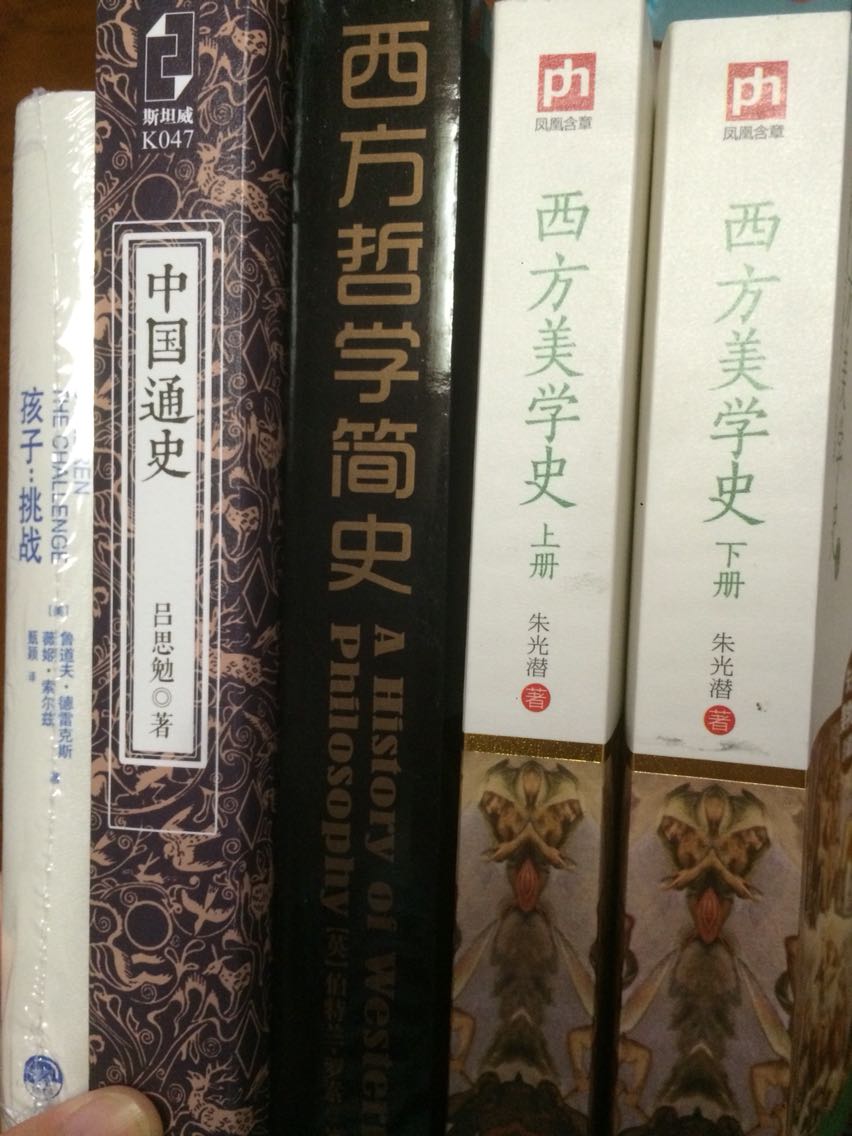 孩子：挑战
THE CHALLENGE
[美]
鲁道夫·德雷克斯
薇姬·索尔兹
著
甄颖 译
斯坦威
K047
中国通史
吕思勉◎著
西方哲学简史
A History of Western
Philosophy
[英]
ph
凤凰含章
西方美学史
上册
朱光潜
著
ph
凤凰含章
西方美学史
下册
朱光潜
著